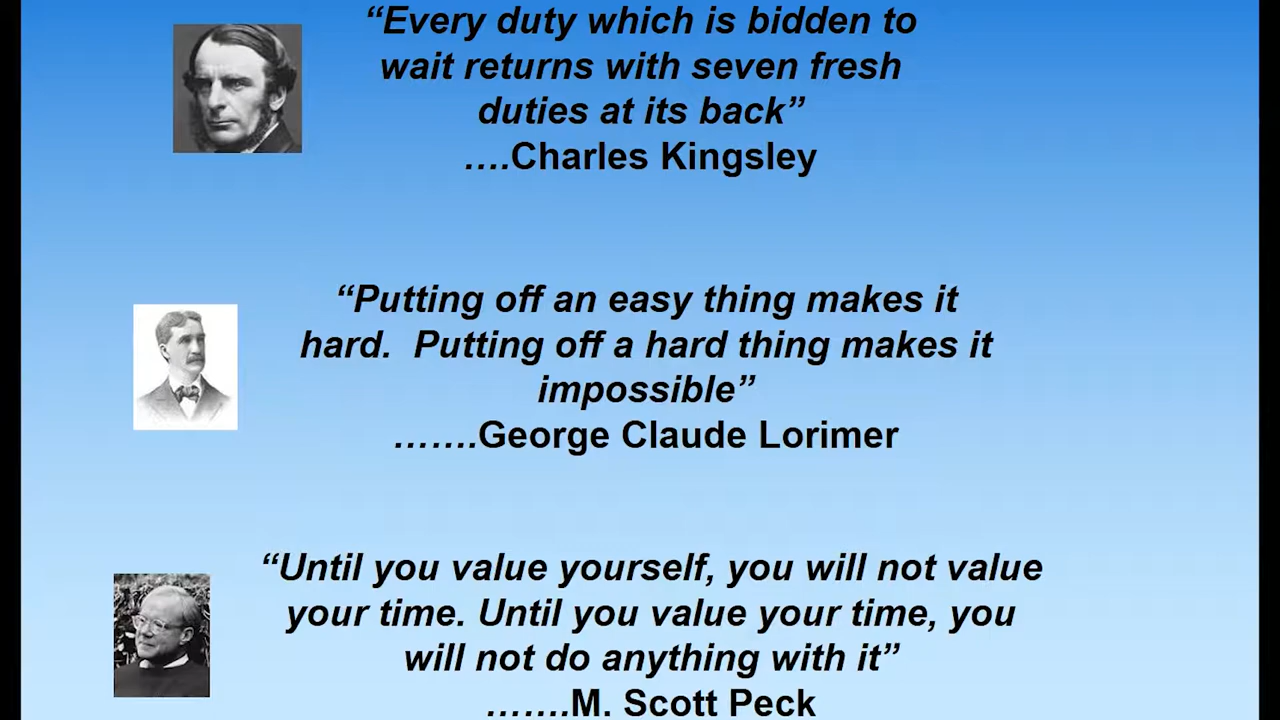 “Every duty which is bidden to
wait returns with seven fresh
duties at its back”
….Charles Kingsley
“Putting off an easy thing makes it
hard.  Putting off a hard thing makes it
impossible”
…….George Claude Lorimer
“Until you value yourself, you will not value
your time. Until you value your time, you
will not do anything with it”
…….M. Scott Peck